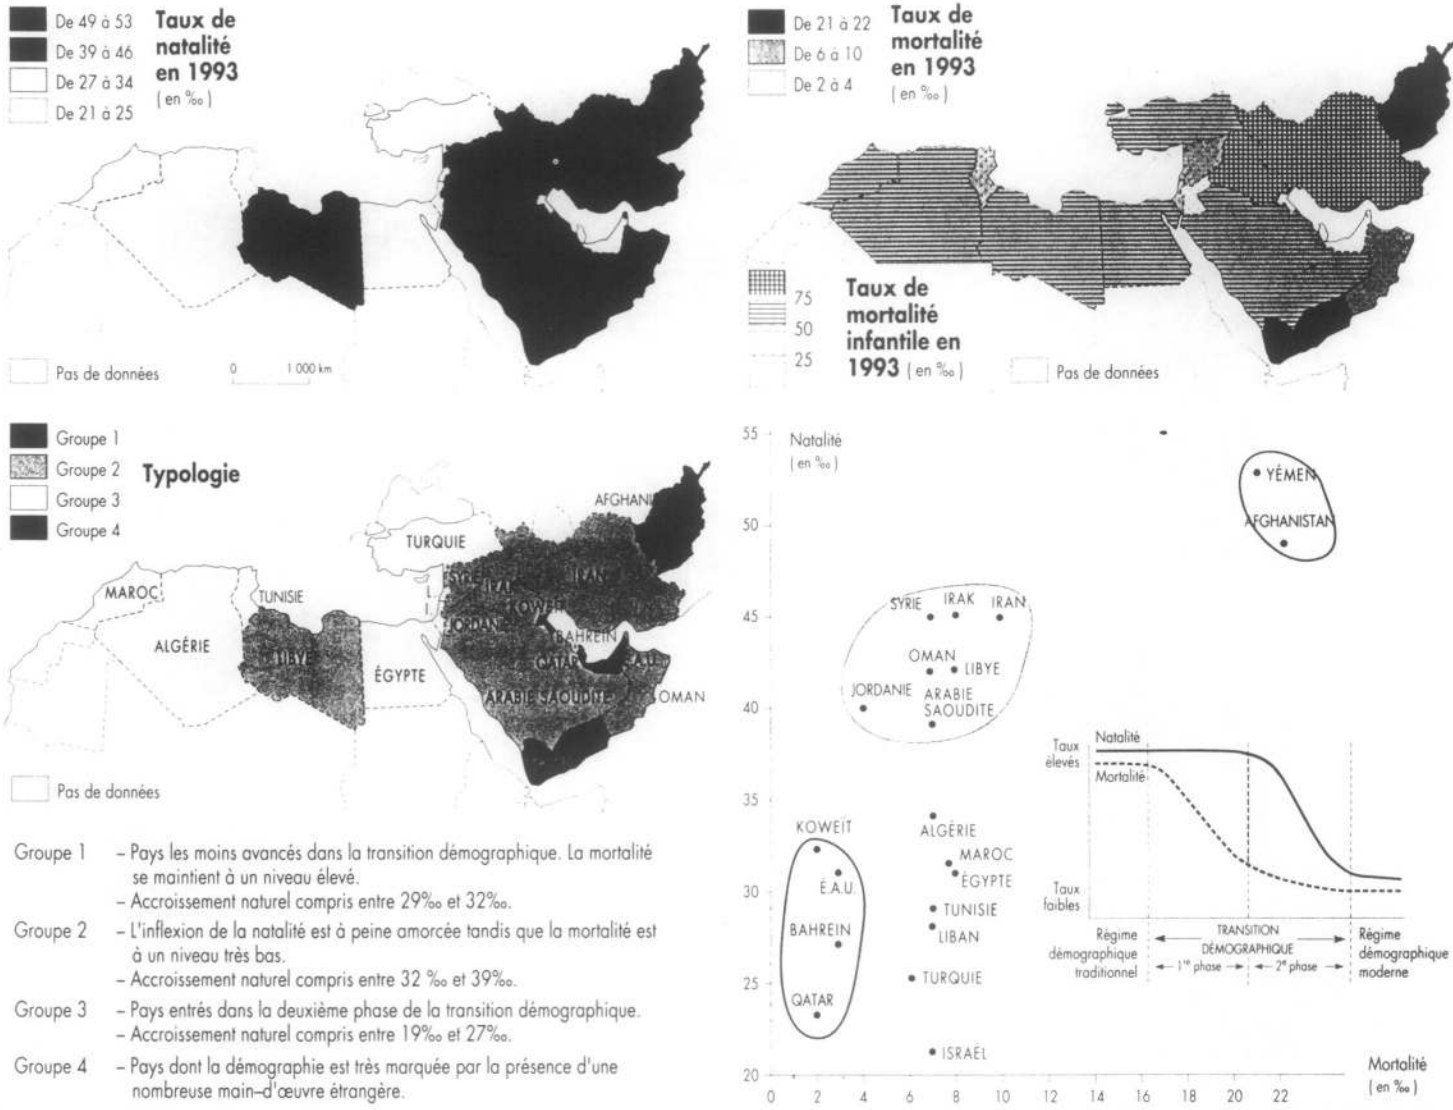 De 49 à 53
De 39 à 46
De 27 à 34
De 21 à 25
Taux de
natalité
en 1993
( en ‰ )
Pas de données
0 1 000 km
De 21 à 22
De 6 à 10
De 2 à 4
Taux de
mortalité
en 1993
( en ‰ )
75
50
25
Taux de
mortalité
infantile en
1993 ( en ‰ )
Pas de données
Groupe 1
Groupe 2
Groupe 3
Groupe 4
Typologie
AFGHANI
TURQUIE
SYRIE
IRAK
IRAN
MAROC
TUNISIE
L.
I.
KOWEÏT
JORDANIE
ALGÉRIE
BAHREIN
LIBYE
ÉGYPTE
QATAR
É.A.U.
ARABIE SAOUDITE
OMAN
Pas de données
Groupe 1 – Pays les moins avancés dans la transition démographique. La mortalité
se maintient à un niveau élevé.
– Accroissement naturel compris entre 29‰ et 32‰.
Groupe 2 – L'inflexion de la natalité est à peine amorcée tandis que la mortalité est
à un niveau très bas.
– Accroissement naturel compris entre 32 ‰ et 39‰.
Groupe 3 – Pays entrés dans la deuxième phase de la transition démographique.
– Accroissement naturel compris entre 19‰ et 27‰.
Groupe 4 – Pays dont la démographie est très marquée par la présence d'une
nombreuse main–d'œuvre étrangère.
55
Natalité
( en ‰ )
YÉMEN
50
AFGHANISTAN
SYRIE IRAK IRAN
45
OMAN
LIBYE
JORDANIE
ARABIE
SAOUDITE
40
35
KOWEÏT
ALGÉRIE
MAROC
ÉGYPTE
30
É.A.U.
TUNISIE
BAHREIN
LIBAN
25
TURQUIE
QATAR
ISRAËL
20
0 2 4 6 8 10 12 14 16 18 20 22
Mortalité
( en ‰ )
Taux
élevés
Natalité
Mortalité
Taux
faibles
Régime
démographique
traditionnel
TRANSITION
DÉMOGRAPHIQUE
1re phase
2e phase
Régime
démographique
moderne